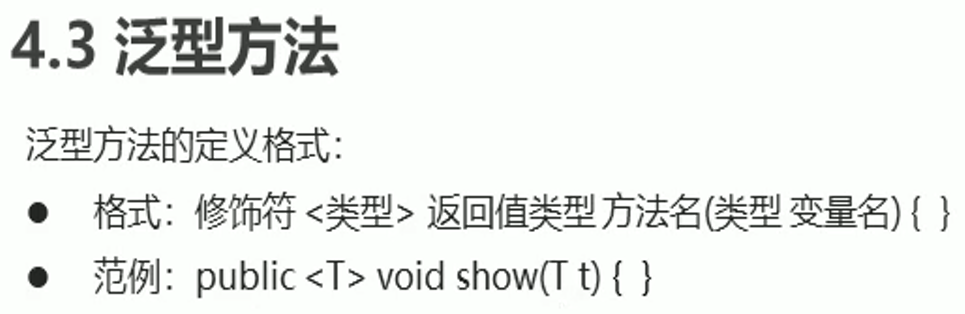 4.3 泛型方法
泛型方法的定义格式：
● 格式：修饰符 <类型> 返回值类型 方法名(类型 变量名) { }
● 范例：public <T> void show(T t) { }